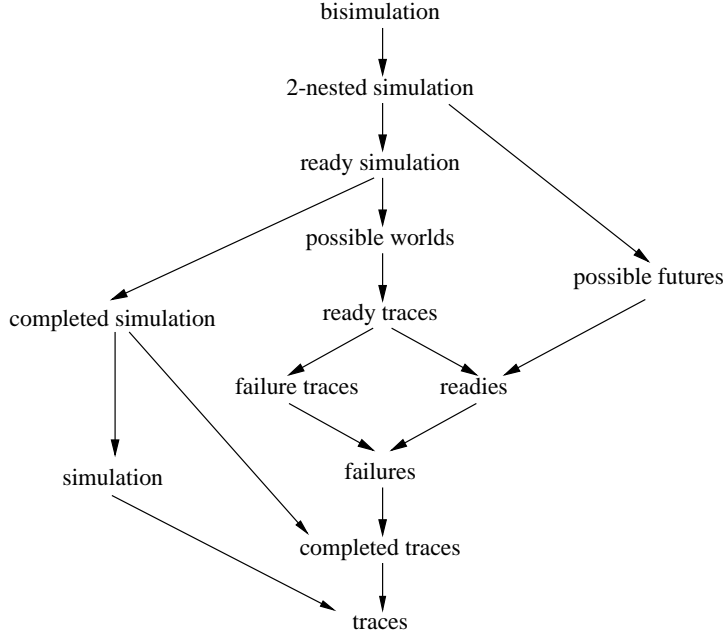 bisimulation
2-nested simulation
ready simulation
possible worlds
possible futures
completed simulation
ready traces
failure traces
readies
simulation
failures
completed traces
traces